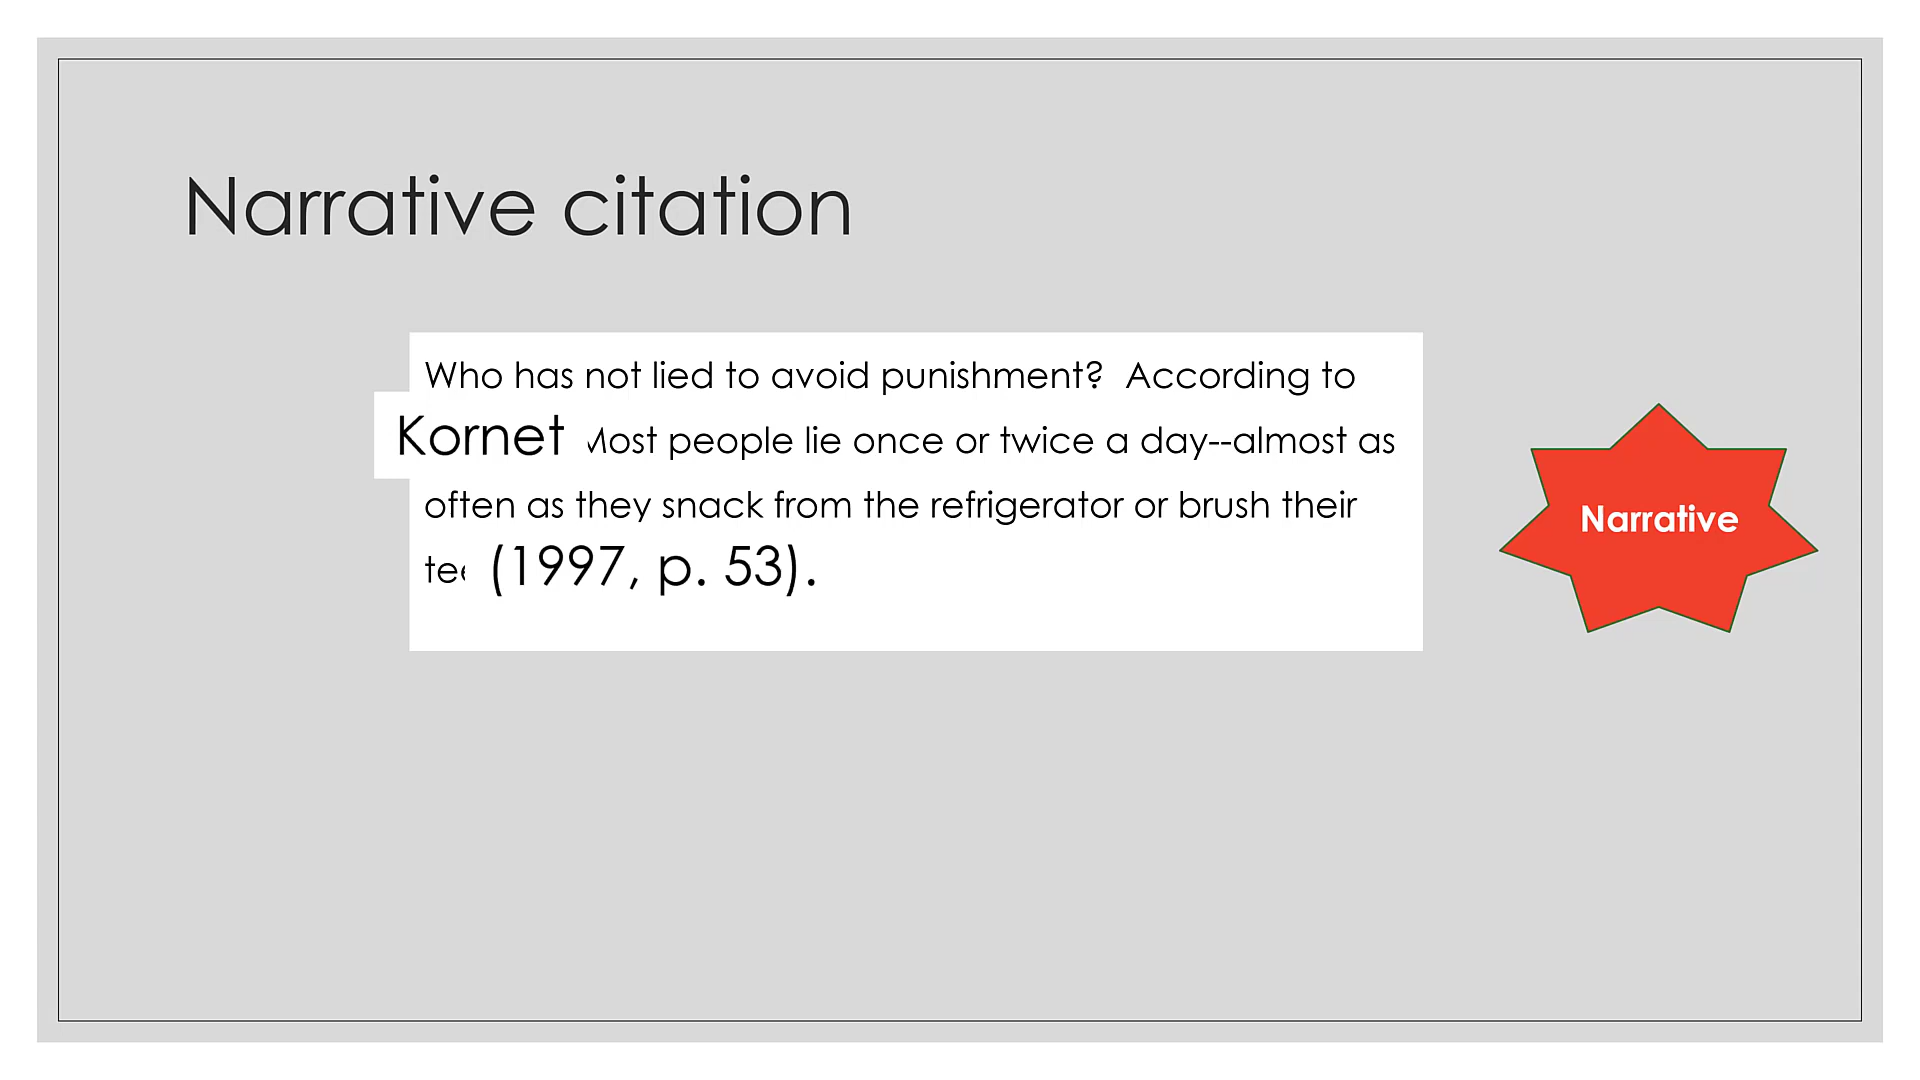 Narrative citation
Who has not lied to avoid punishment? According to
Kornet Most people lie once or twice a day--almost as
often as they snack from the refrigerator or brush their
(1997, p. 53).
Narrative